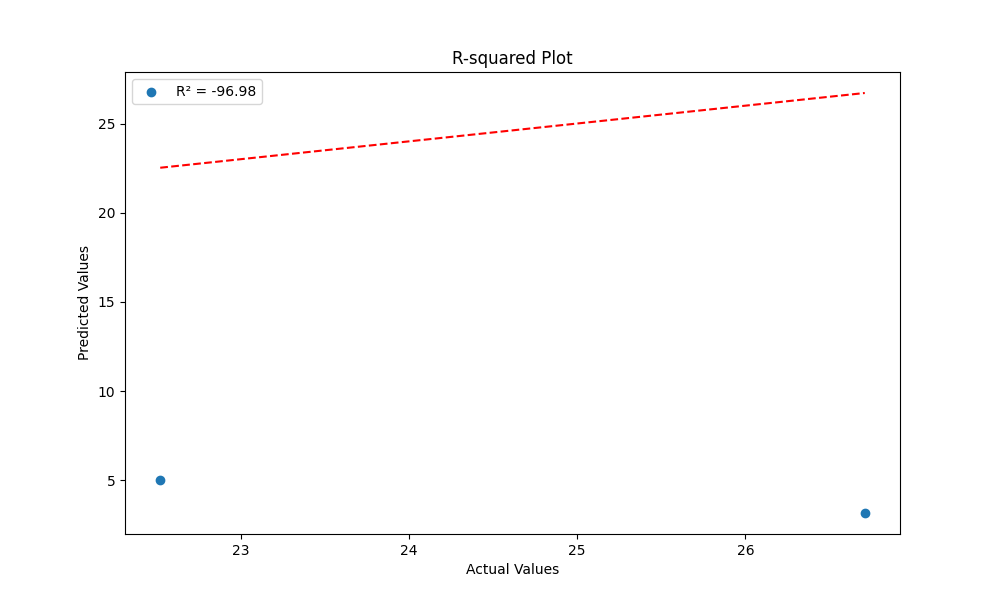 R-squared Plot
R² = -96.98
25
20
15
10
5
Predicted Values
23 24 25 26
Actual Values